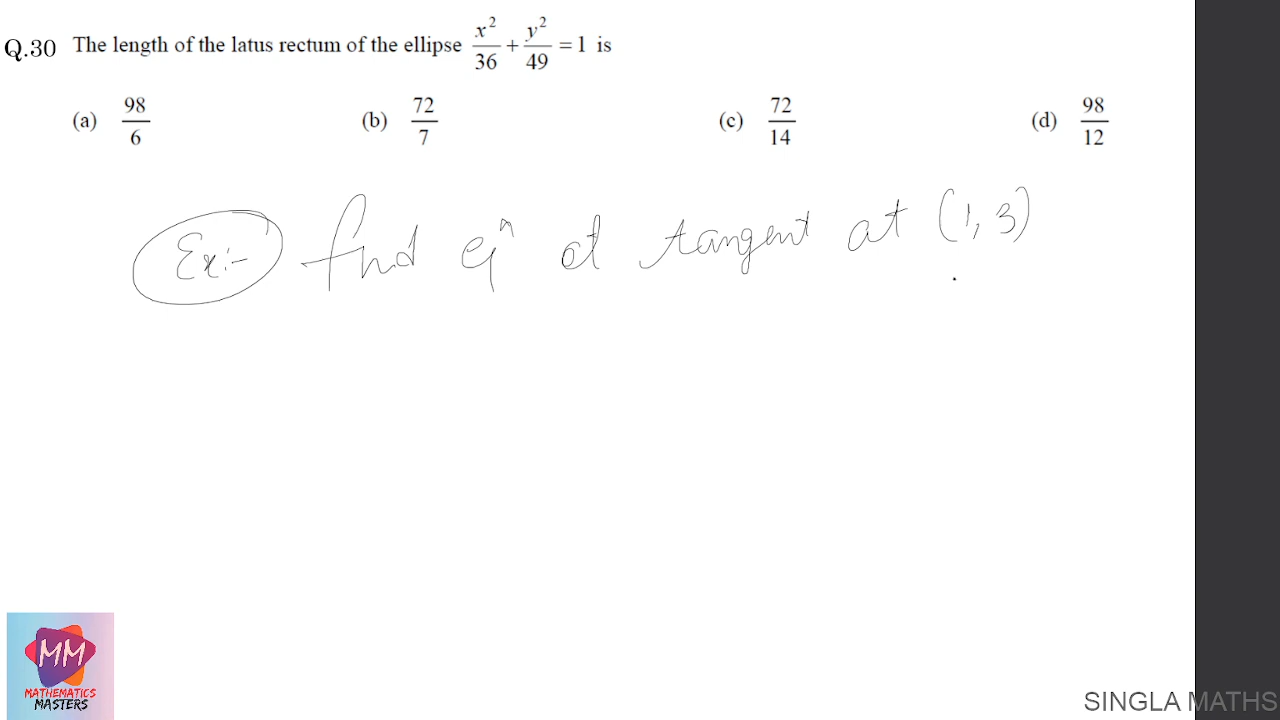 Q.30 The length of the latus rectum of the ellipse x²/36 + y²/49 = 1 is
(a) 98/6 (b) 72/7 (c) 72/14 (d) 98/12
Ex:- find eqⁿ of tangent at (1, 3)
MM
MATHEMATICS
MASTERS
SINGLA MATHS